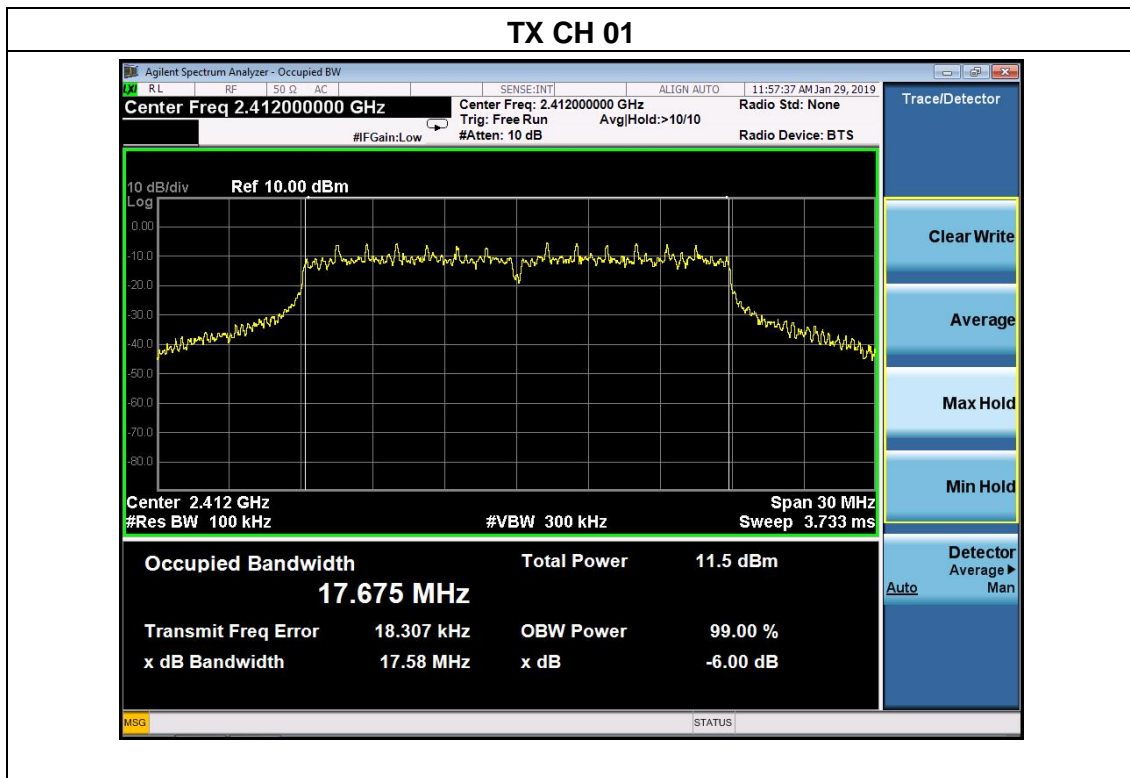 TX CH 01
Agilent Spectrum Analyzer - Occupied BW
LXI RL RF 50 Ω AC SENSE:INT ALIGN AUTO 11:57:37 AM Jan 29, 2019
Center Freq 2.412000000 GHz
Center Freq: 2.412000000 GHz Radio Std: None
Trig: Free Run Avg|Hold:>10/10
#IFGain:Low #Atten: 10 dB Radio Device: BTS
Trace/Detector
10 dB/div Ref 10.00 dBm
Log
0.00
-10.0
-20.0
-30.0
-40.0
-50.0
-60.0
-70.0
-80.0
Center 2.412 GHz Span 30 MHz
#Res BW 100 kHz #VBW 300 kHz Sweep 3.733 ms
Clear Write
Average
Max Hold
Min Hold
Detector
Average▶
Auto Man
Occupied Bandwidth Total Power 11.5 dBm
17.675 MHz
Transmit Freq Error 18.307 kHz OBW Power 99.00 %
x dB Bandwidth 17.58 MHz x dB -6.00 dB
MSG STATUS